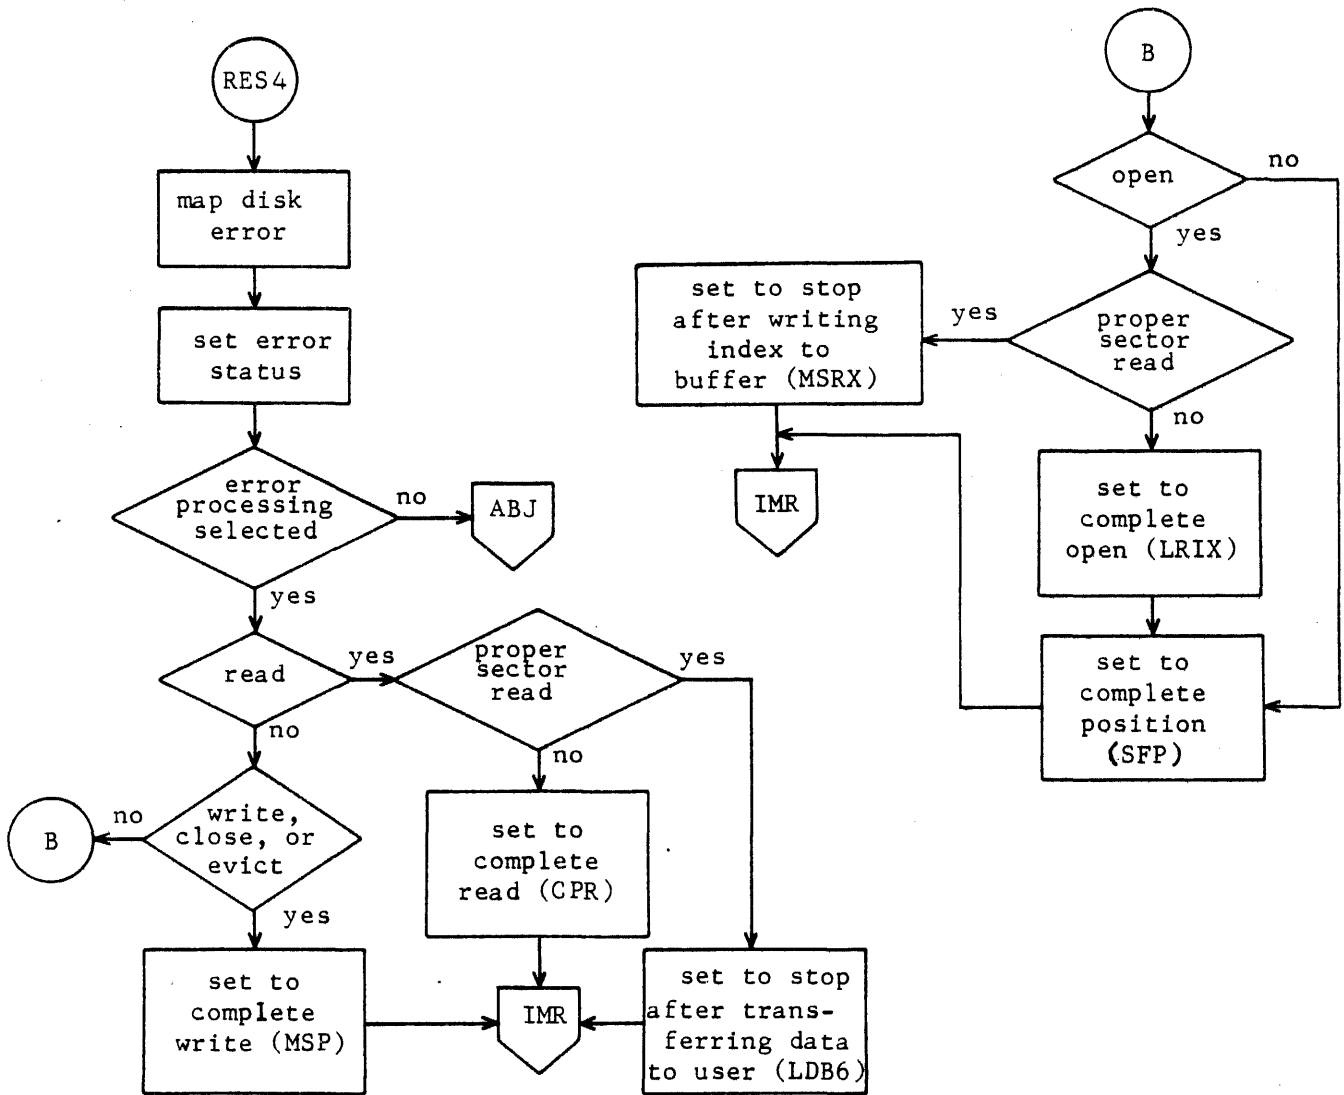 RES4
map disk
error
set error
status
error
processing
selected
no
ABJ
yes
read
yes
proper
sector
read
yes
no
no
write,
close, or
evict
no
B
yes
set to
complete
read (CPR)
set to
complete
write (MSP)
IMR
set to stop
after trans-
ferring data
to user (LDB6)
B
open
no
yes
proper
sector
read
yes
set to stop
after writing
index to
buffer (MSRX)
no
IMR
set to
complete
open (LRIX)
set to
complete
position
(SFP)